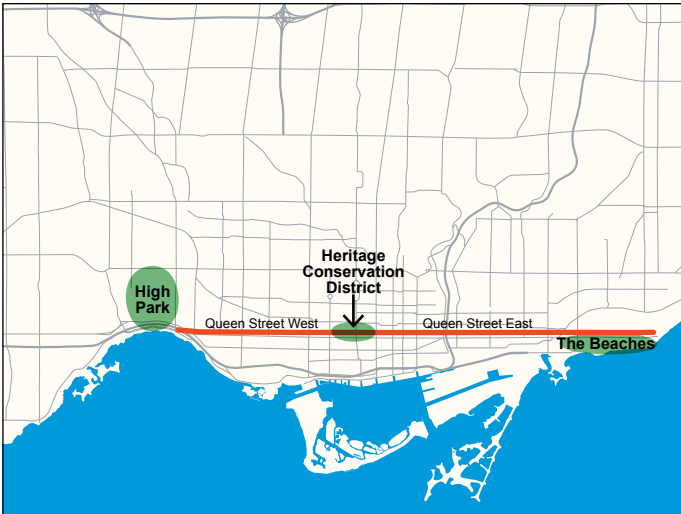 Heritage
Conservation
District
High
Park
Queen Street West
Queen Street East
The Beaches